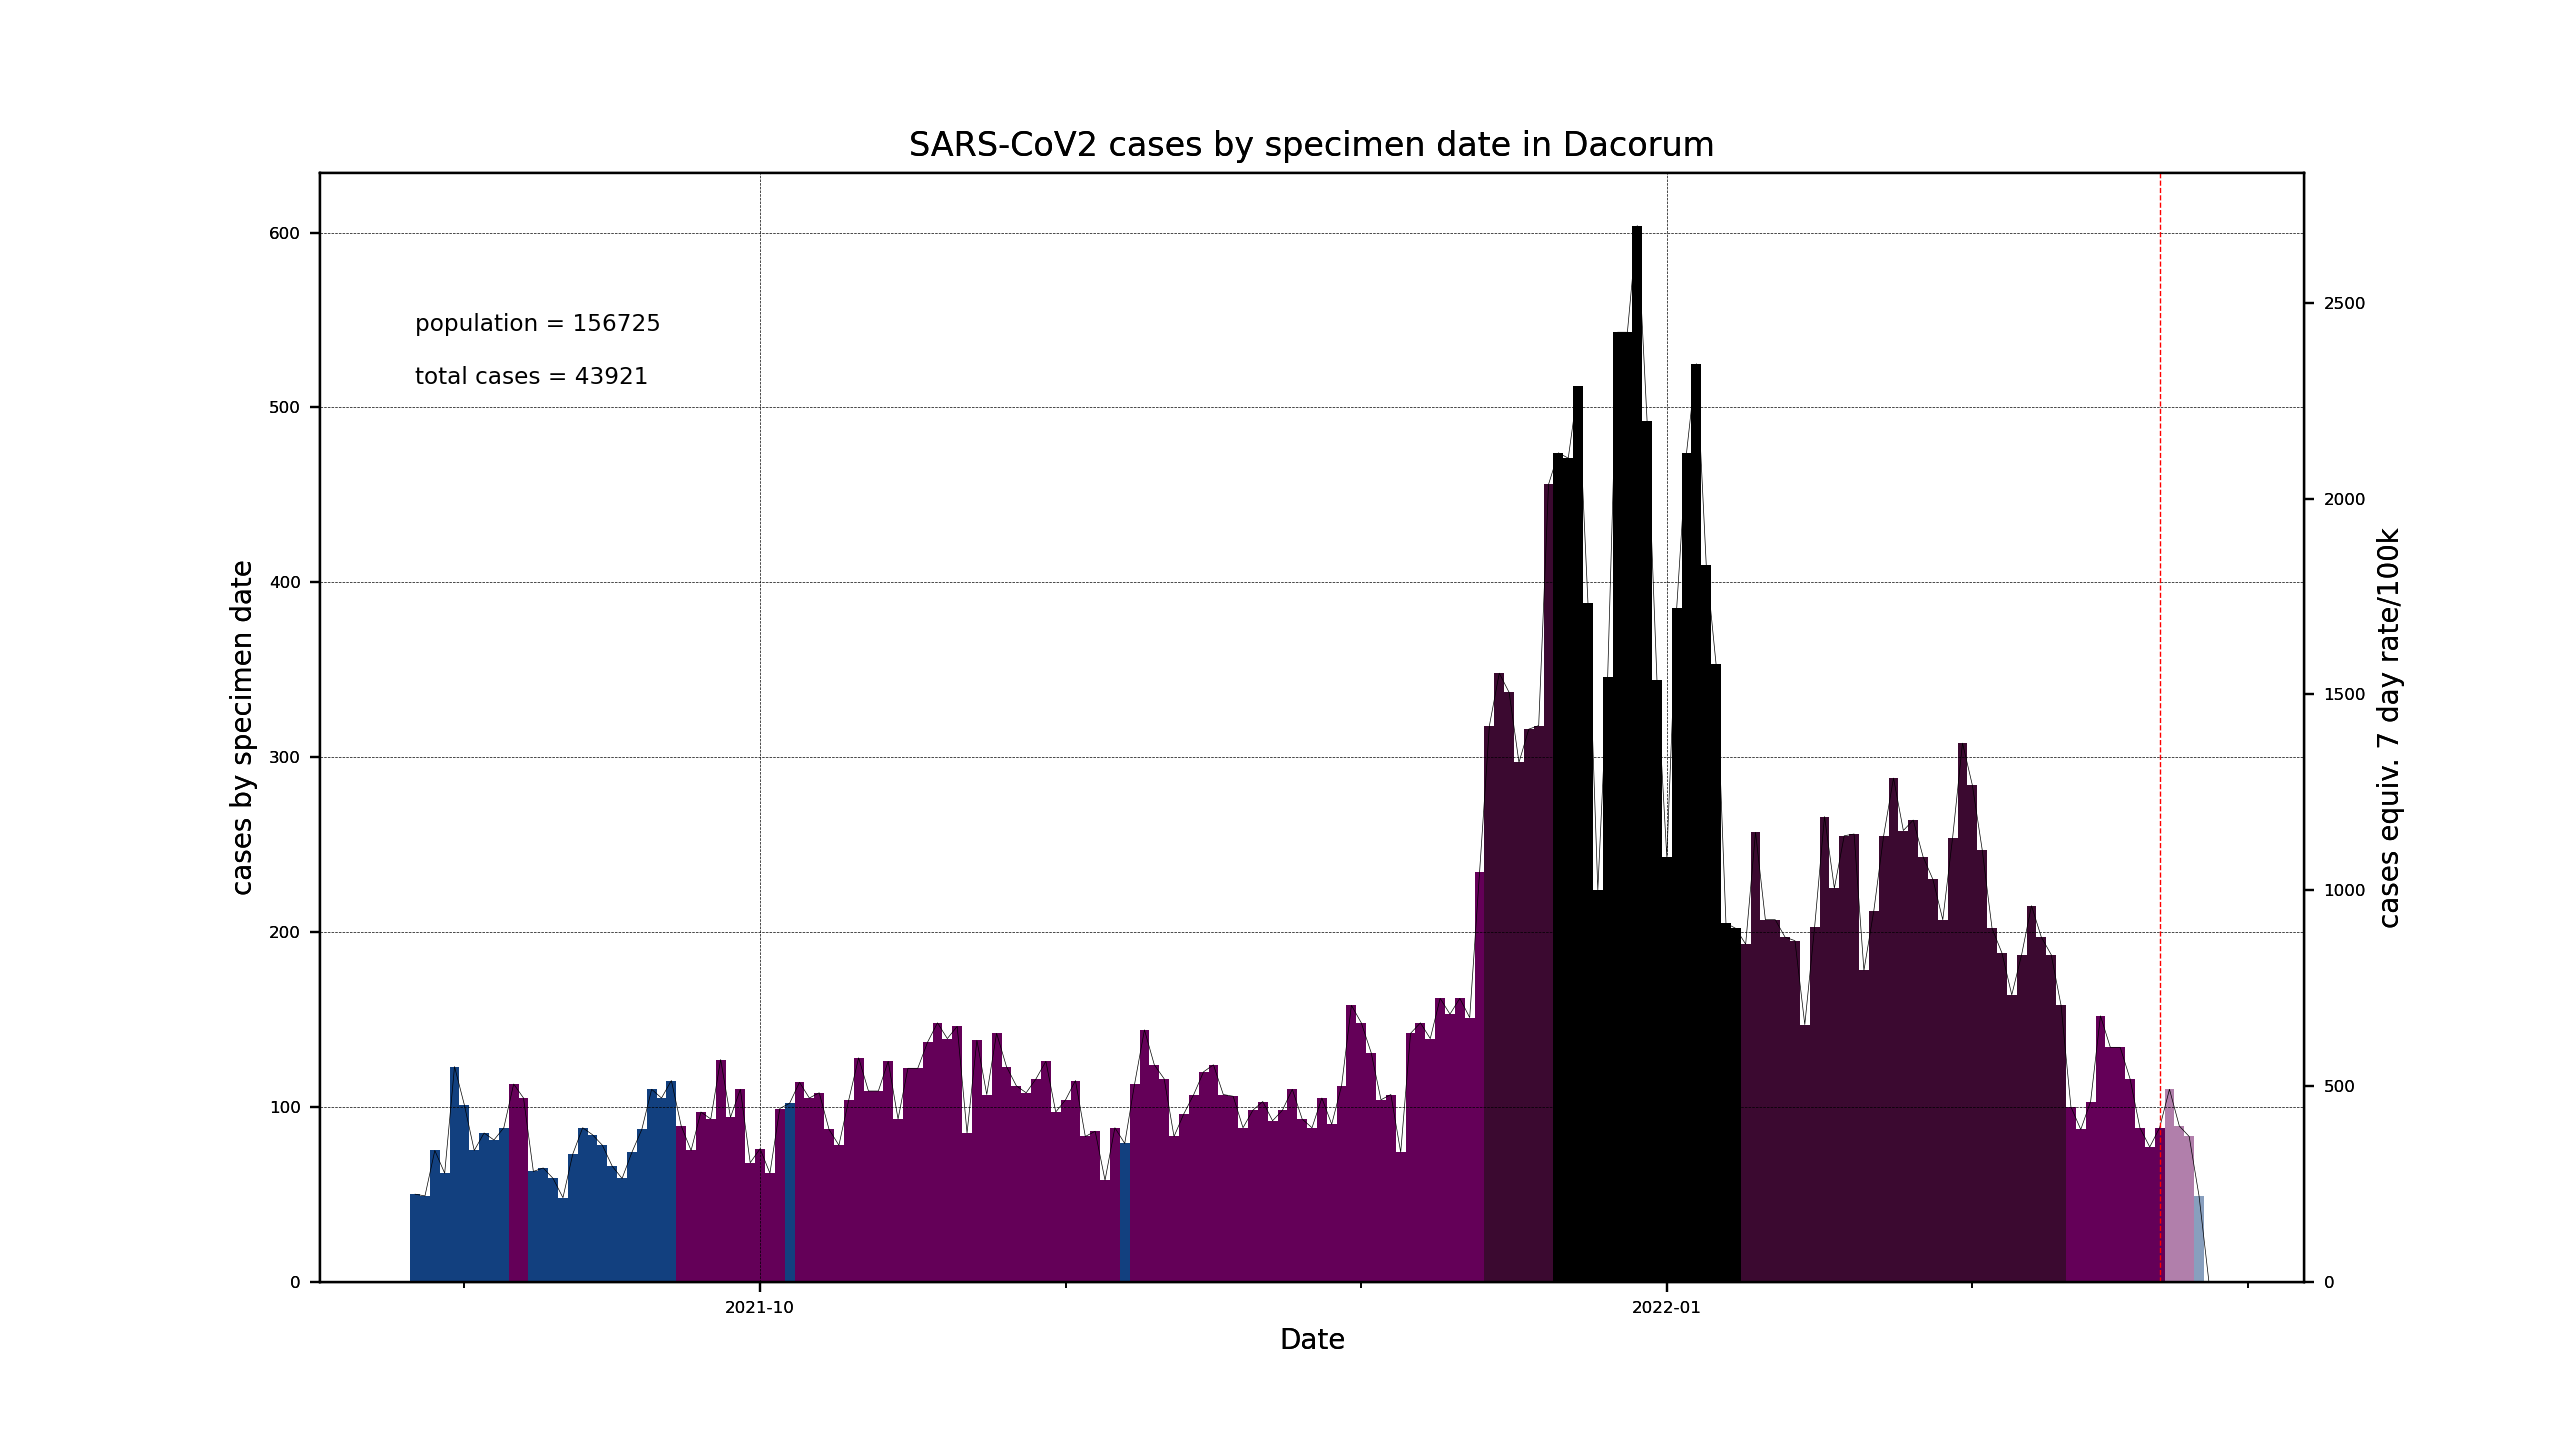 SARS-CoV2 cases by specimen date in Dacorum
population = 156725
total cases = 43921
cases by specimen date
600
500
400
300
200
100
0
2500
2000
1500
1000
500
0
cases equiv. 7 day rate/100k
2021-10
2022-01
Date